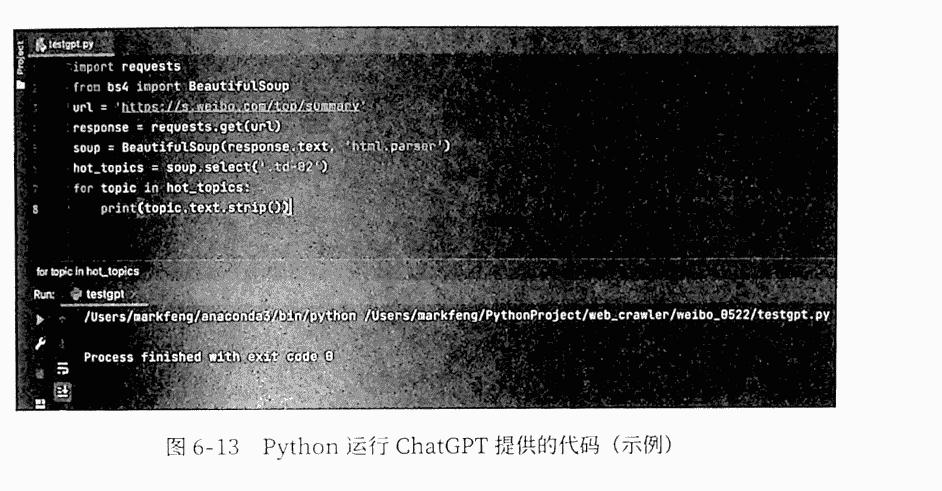 testgpt.py
Project
import requests
from bs4 import BeautifulSoup
url = 'https://s.weibo.com/top/summary'
response = requests.get(url)
soup = BeautifulSoup(response.text, 'html.parser')
hot_topics = soup.select('.td-02')
for topic in hot_topics:
8 print(topic.text.strip())
for topic in hot_topics
Run: testgpt
/Users/markfeng/anaconda3/bin/python /Users/markfeng/PythonProject/web_crawler/weibo_0522/testgpt.py
Process finished with exit code 0
图 6-13 Python 运行 ChatGPT 提供的代码（示例）